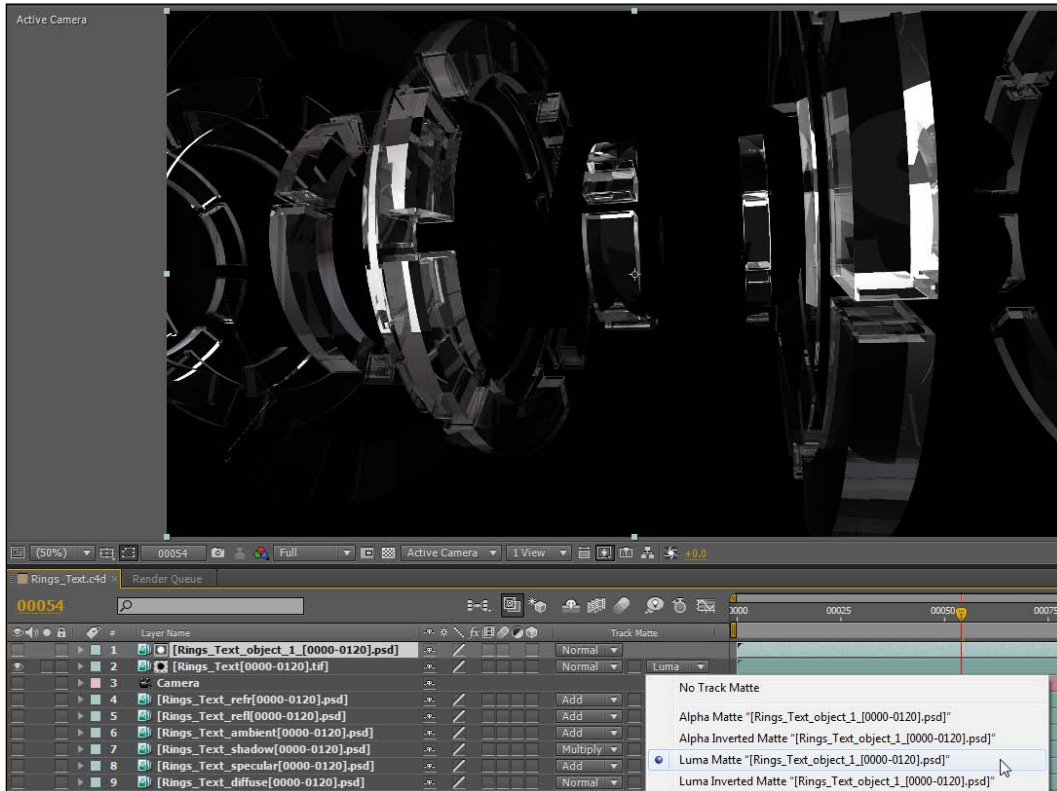 Active Camera
(50%) 00054 Full Active Camera 1 View +0.0
Rings_Text.c4d × Render Queue
00054
0000 00025 00050 00075
# Layer Name fx Track Matte
1 [Rings_Text_object_1_[0000-0120].psd] Normal
2 [Rings_Text[0000-0120].tif] Normal Luma
3 Camera
4 [Rings_Text_refr[0000-0120].psd] Add
5 [Rings_Text_refl[0000-0120].psd] Add
6 [Rings_Text_ambient[0000-0120].psd] Add
7 [Rings_Text_shadow[0000-0120].psd] Multiply
8 [Rings_Text_specular[0000-0120].psd] Add
9 [Rings_Text_diffuse[0000-0120].psd] Normal
No Track Matte
Alpha Matte "[Rings_Text_object_1_[0000-0120].psd]"
Alpha Inverted Matte "[Rings_Text_object_1_[0000-0120].psd]"
Luma Matte "[Rings_Text_object_1_[0000-0120].psd]"
Luma Inverted Matte "[Rings_Text_object_1_[0000-0120].psd]"